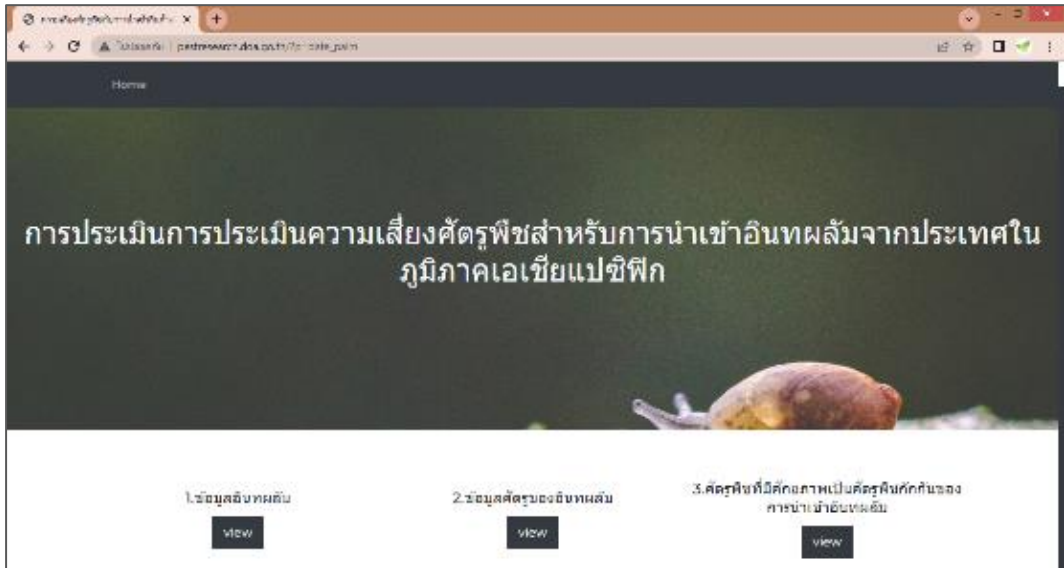 Home
การประเมินการประเมินความเสี่ยงศัตรูพืชสำหรับการนำเข้าอินทผลัมจากประเทศใน
ภูมิภาคเอเชียแปซิฟิก
1.ข้อมูลอินทผลัม
2.ข้อมูลศัตรูของอินทผลัม
3.ศัตรูพืชที่มีศักยภาพเป็นศัตรูพืชกักกันของ
การนำเข้าอินทผลัม
view
view
view